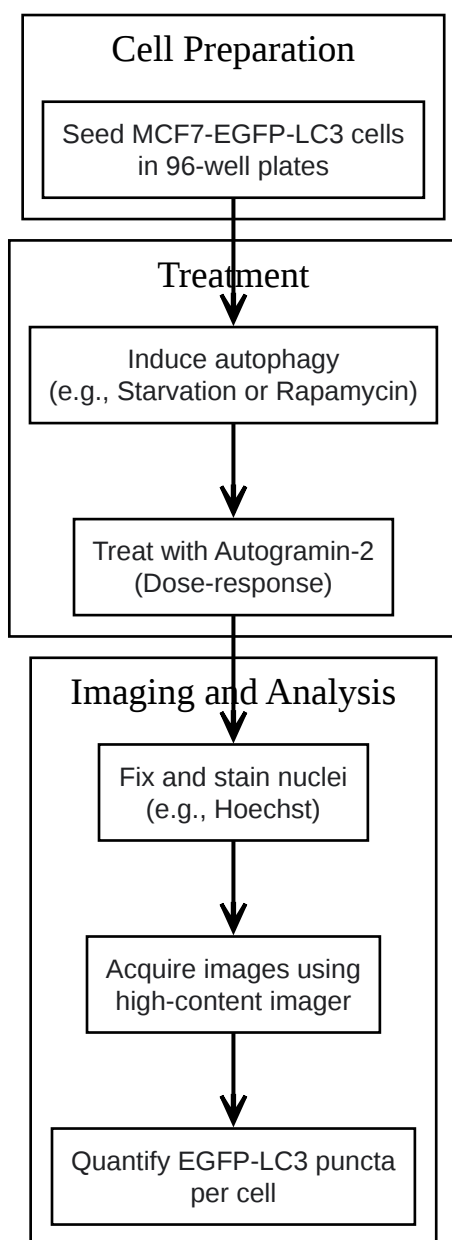 Cell Preparation
Seed MCF7-EGFP-LC3 cells
in 96-well plates
Treatment
Induce autophagy
(e.g., Starvation or Rapamycin)
Treat with Autogramin-2
(Dose-response)
Imaging and Analysis
Fix and stain nuclei
(e.g., Hoechst)
Acquire images using
high-content imager
Quantify EGFP-LC3 puncta
per cell